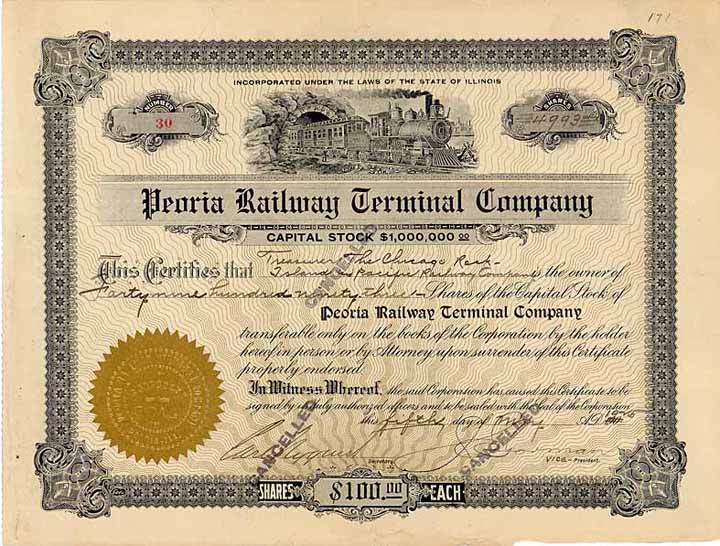 171
INCORPORATED UNDER THE LAWS OF THE STATE OF ILLINOIS
NUMBER
30
SHARES
4993
Peoria Railway Terminal Company
CAPITAL STOCK $1,000,000 00
This Certifies that Treasurer The Chicago Rock
Island & Pacific Railway Company is the owner of
Forty nine hundred ninety three Shares of the Capital Stock of
Peoria Railway Terminal Company
transferable only on the books of the Corporation by the holder
hereof in person or by Attorney upon surrender of this Certificate
properly endorsed.
In Witness Whereof, the said Corporation has caused this Certificate to be
signed by its duly authorized officers and to be sealed with the Seal of the Corporation
this fifth day of May A.D.
Secretary.
Vice-President.
CANCELLED
CANCELLED
CANCELLED
SHARES $100.00 EACH